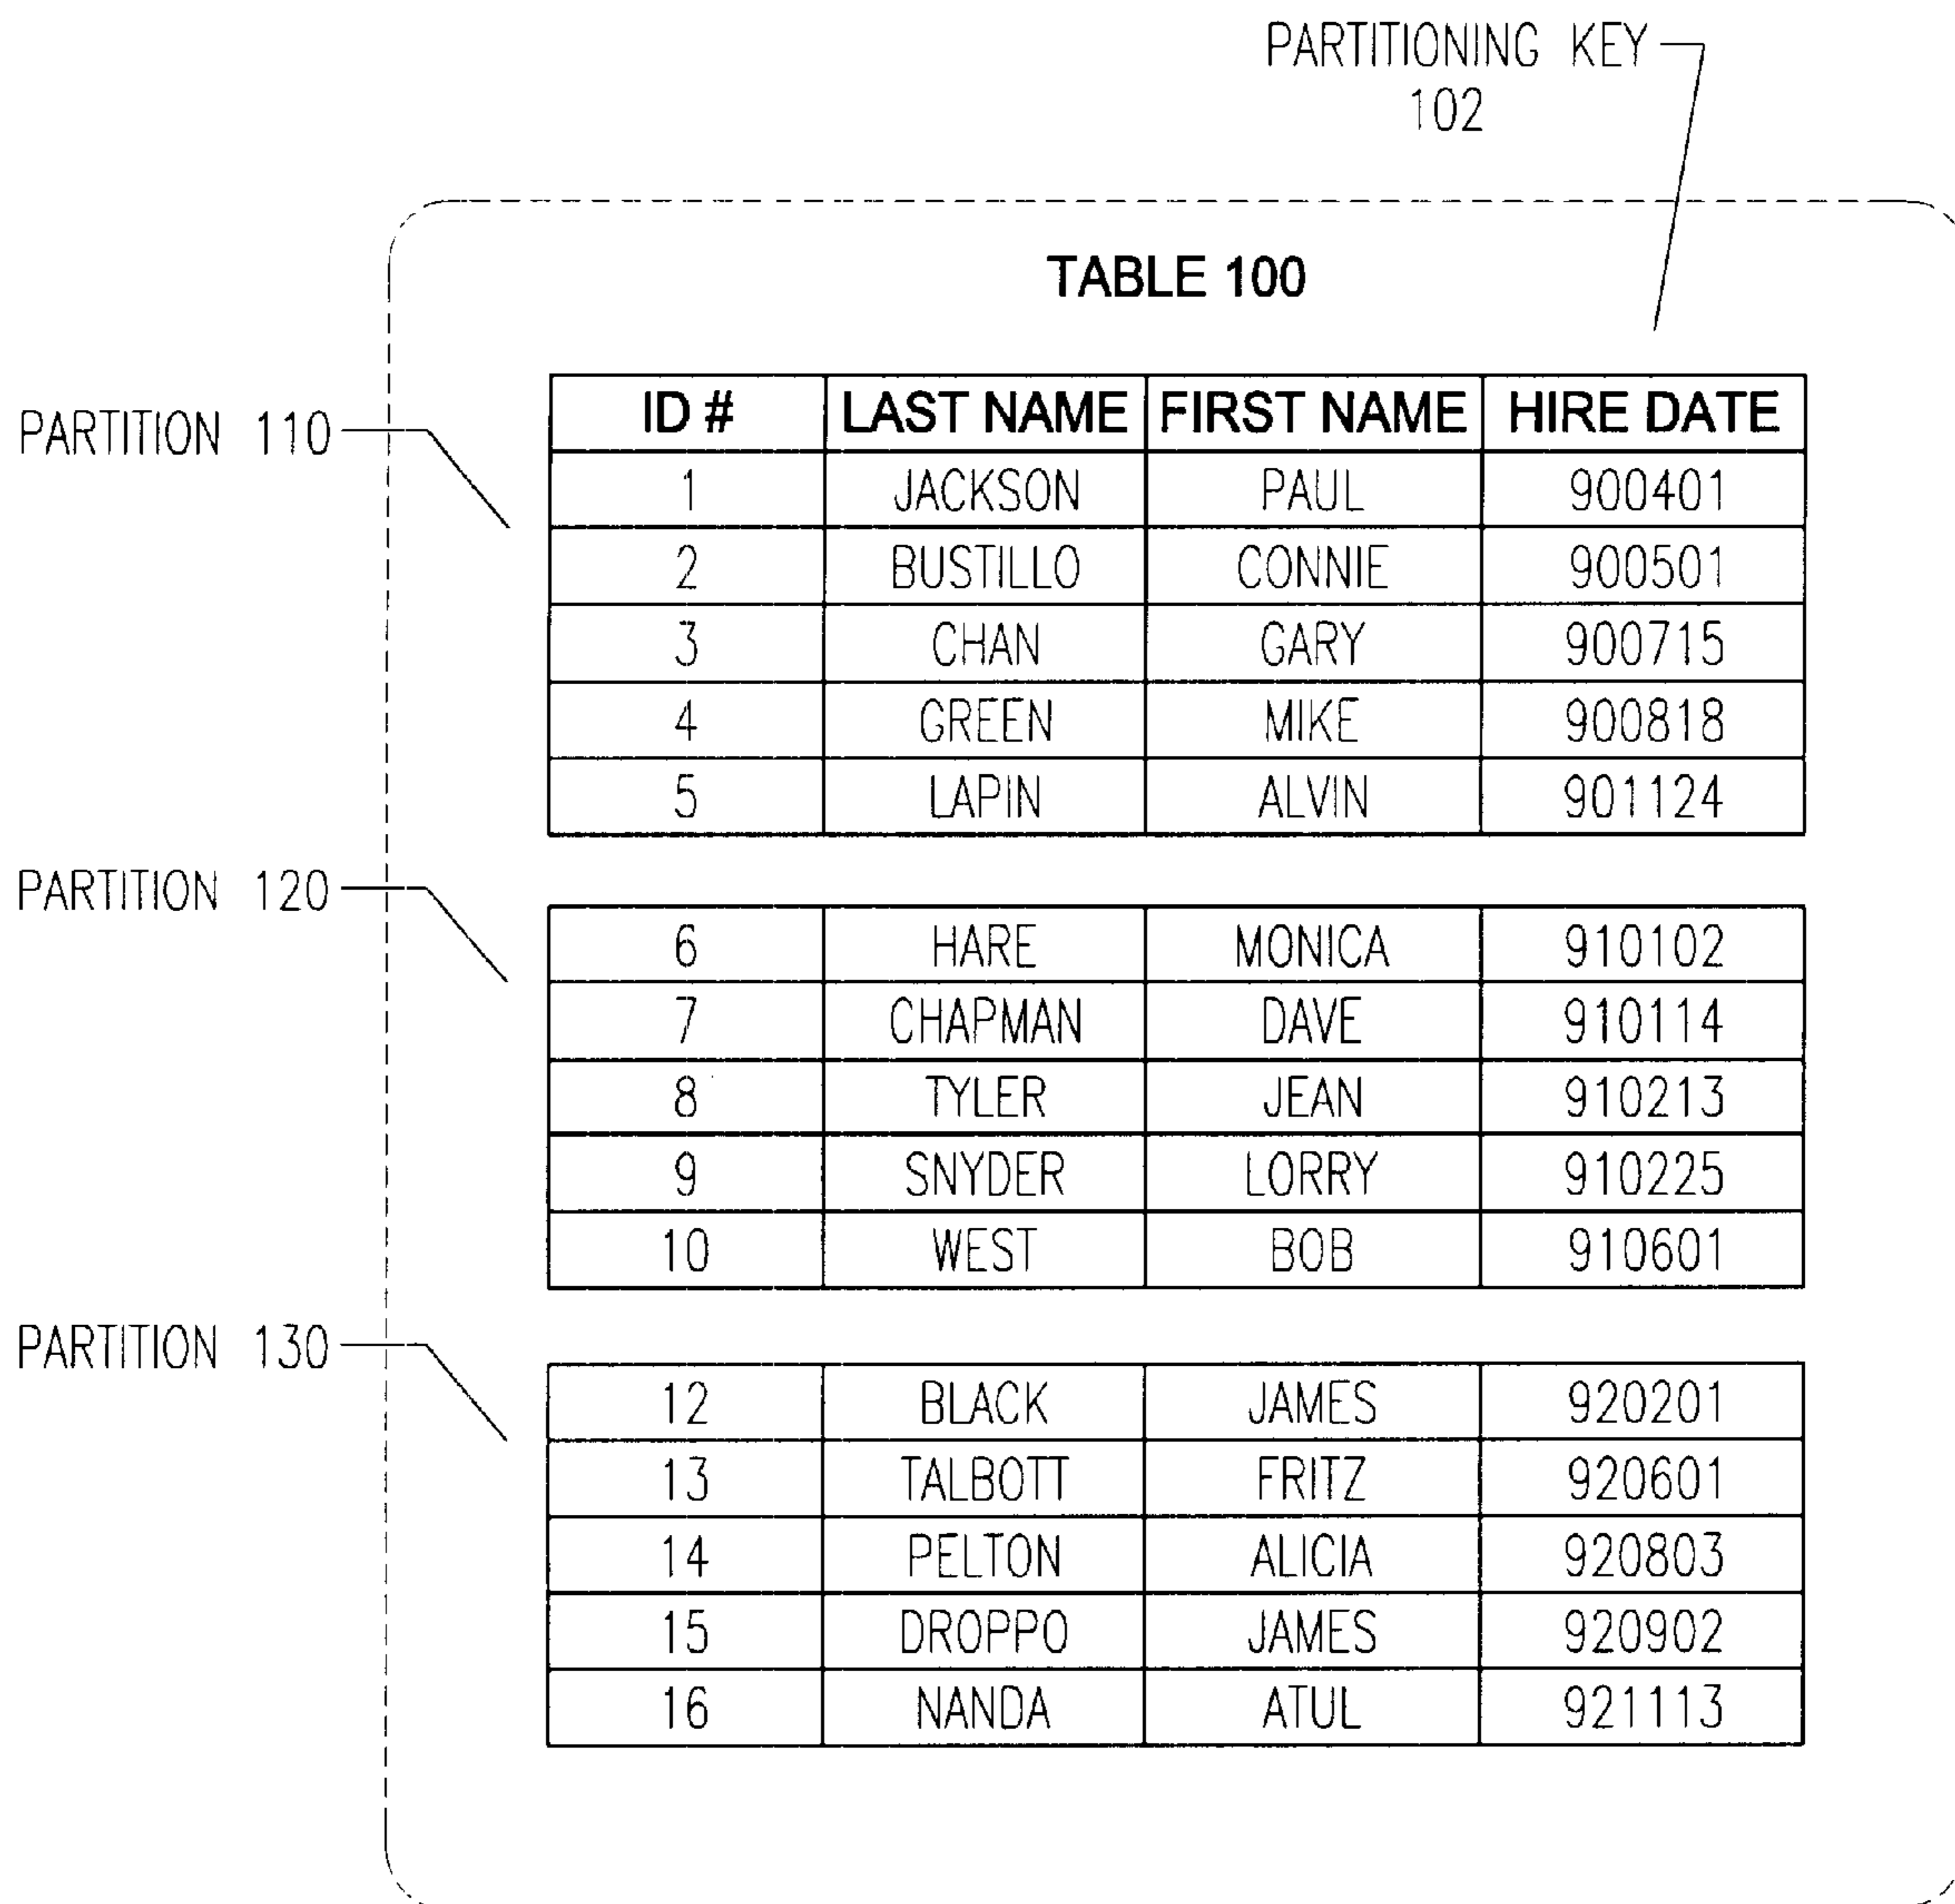 PARTITIONING KEY
102
TABLE 100
PARTITION 110
ID # LAST NAME FIRST NAME HIRE DATE
1 JACKSON PAUL 900401
2 BUSTILLO CONNIE 900501
3 CHAN GARY 900715
4 GREEN MIKE 900818
5 LAPIN ALVIN 901124
PARTITION 120
6 HARE MONICA 910102
7 CHAPMAN DAVE 910114
8 TYLER JEAN 910213
9 SNYDER LORRY 910225
10 WEST BOB 910601
PARTITION 130
12 BLACK JAMES 920201
13 TALBOTT FRITZ 920601
14 PELTON ALICIA 920803
15 DROPPO JAMES 920902
16 NANDA ATUL 921113